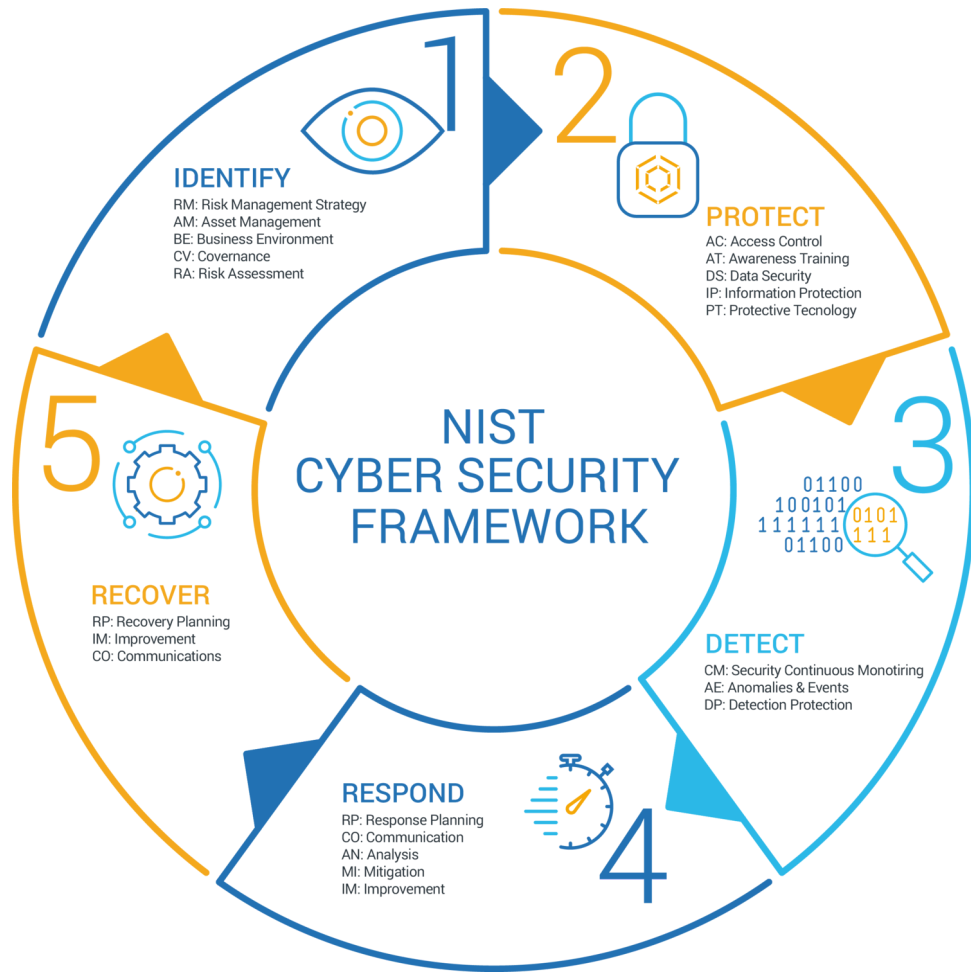 1
IDENTIFY
RM: Risk Management Strategy
AM: Asset Management
BE: Business Environment
CV: Covernance
RA: Risk Assessment
2
PROTECT
AC: Access Control
AT: Awareness Training
DS: Data Security
IP: Information Protection
PT: Protective Tecnology
3
01100
100101
111111
01100
0101
111
DETECT
CM: Security Continuous Monotiring
AE: Anomalies & Events
DP: Detection Protection
4
RESPOND
RP: Response Planning
CO: Communication
AN: Analysis
MI: Mitigation
IM: Improvement
5
RECOVER
RP: Recovery Planning
IM: Improvement
CO: Communications
NIST
CYBER SECURITY
FRAMEWORK